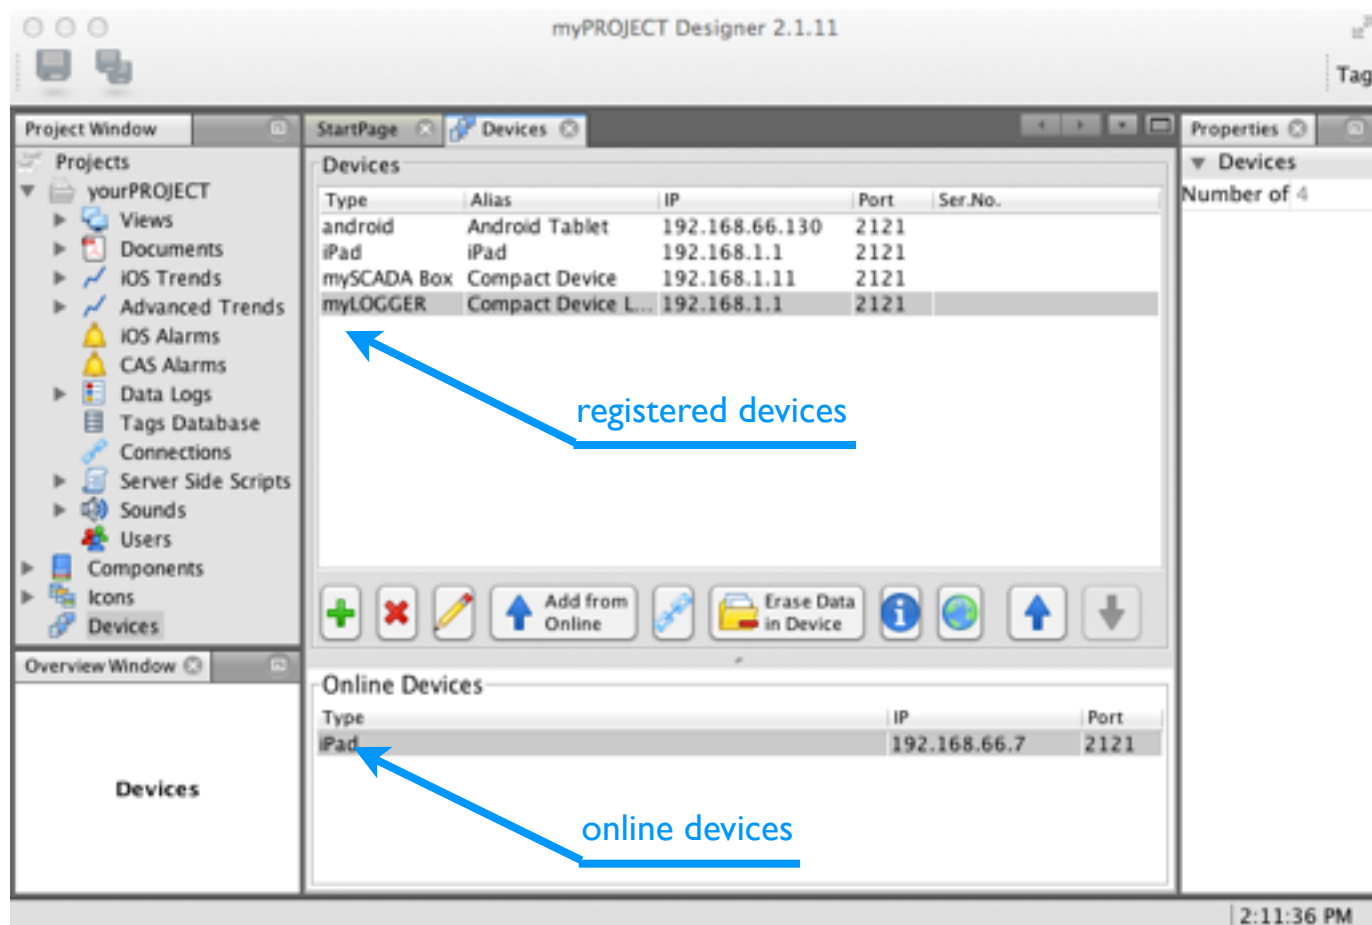 myPROJECT Designer 2.1.11
Tag
Project Window
StartPage
Devices
Properties
Projects
yourPROJECT
Views
Documents
iOS Trends
Advanced Trends
iOS Alarms
CAS Alarms
Data Logs
Tags Database
Connections
Server Side Scripts
Sounds
Users
Components
Icons
Devices
Devices
Type Alias IP Port Ser.No.
android Android Tablet 192.168.66.130 2121
iPad iPad 192.168.1.1 2121
mySCADA Box Compact Device 192.168.1.11 2121
myLOGGER Compact Device L... 192.168.1.1 2121
registered devices
Add from
Online
Erase Data
in Device
Devices
Number of 4
Overview Window
Devices
Online Devices
Type IP Port
iPad 192.168.66.7 2121
online devices
2:11:36 PM